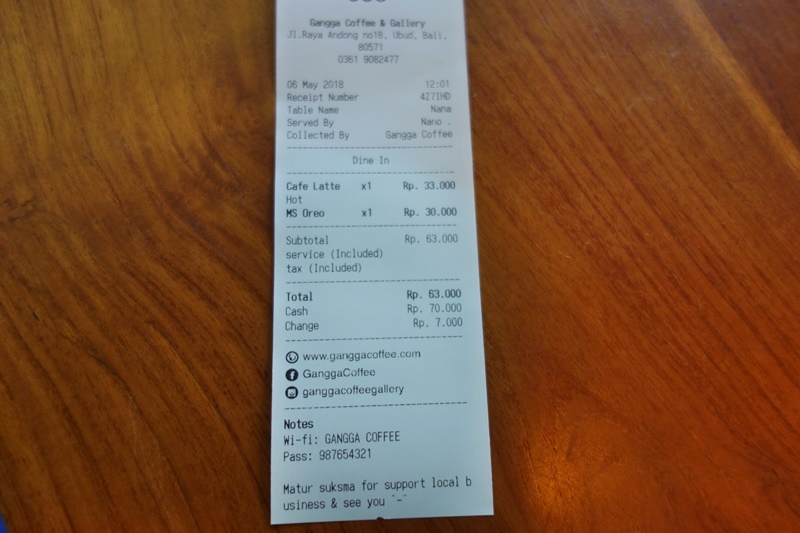 Gangga Coffee & Gallery
Jl.Raya Andong no18, Ubud, Bali,
80571
0361 9082477
06 May 2018 12:01
Receipt Number 4271HD
Table Name Nana
Served By Nano .
Collected By Gangga Coffee
Dine In
Cafe Latte x1 Rp. 33.000
Hot
MS Oreo x1 Rp. 30.000
Subtotal Rp. 63.000
service (Included)
tax (Included)
Total Rp. 63.000
Cash Rp. 70.000
Change Rp. 7.000
www.ganggacoffee.com
GanggaCoffee
ganggacoffeegallery
Notes
Wi-fi: GANGGA COFFEE
Pass: 987654321
Matur suksma for support local b
usiness & see you ^-^